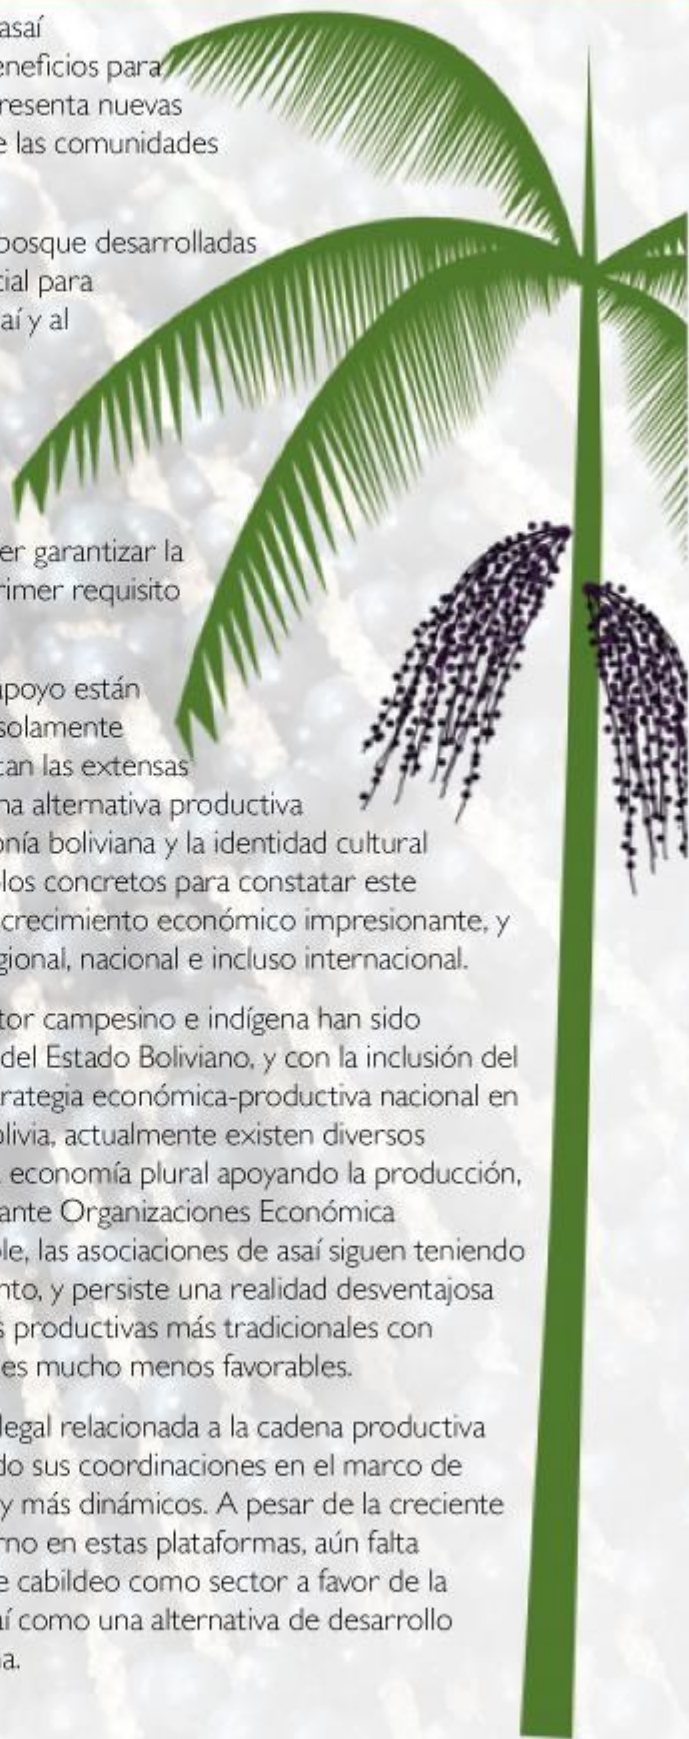 asaí
eneficios para
resenta nuevas
e las comunidades
bosque desarrolladas
cial para
aí y al
er garantizar la
rimer requisito
apoyo están
solamente
can las extensas
na alternativa productiva
onía boliviana y la identidad cultural
los concretos para constatar este
crecimiento económico impresionante, y
gional, nacional e incluso internacional.
tor campesino e indígena han sido
del Estado Boliviano, y con la inclusión del
trategia económica-productiva nacional en
olivia, actualmente existen diversos
economía plural apoyando la producción,
ante Organizaciones Económica
le, las asociaciones de asaí siguen teniendo
nto, y persiste una realidad desventajosa
s productivas más tradicionales con
es mucho menos favorables.
legal relacionada a la cadena productiva
do sus coordinaciones en el marco de
y más dinámicos. A pesar de la creciente
rno en estas plataformas, aún falta
e cabildeo como sector a favor de la
aí como una alternativa de desarrollo
na.